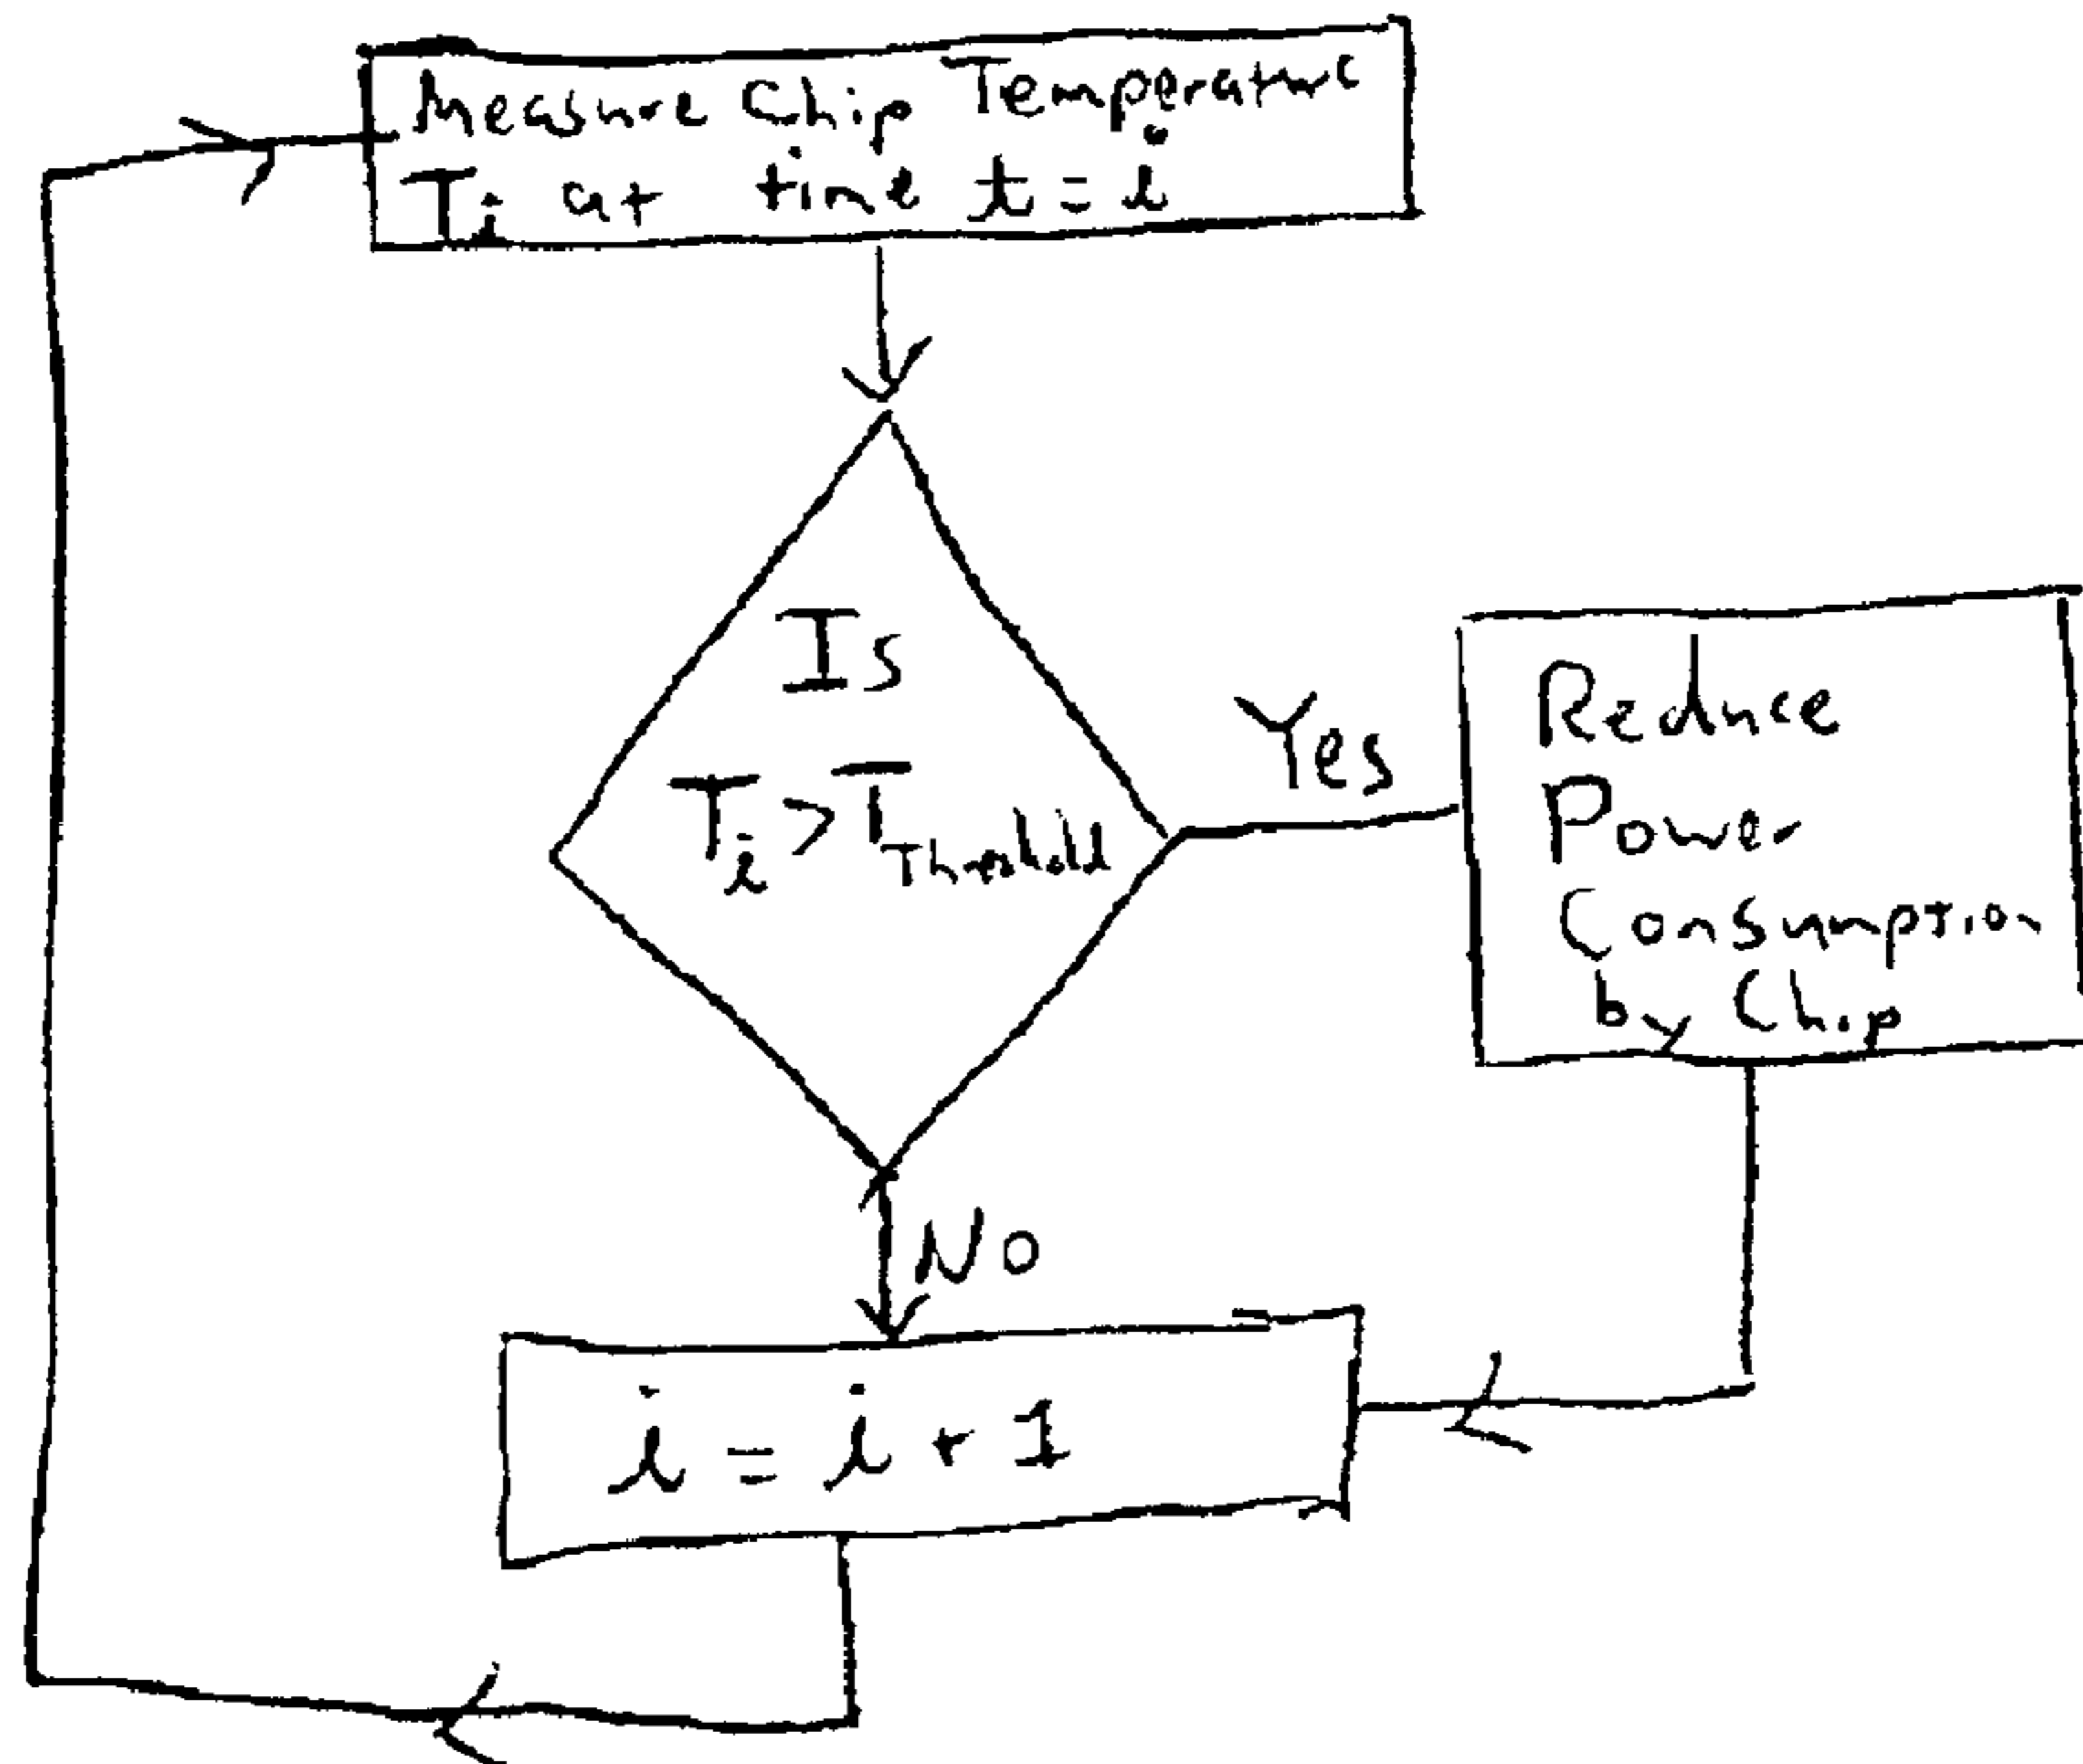 Measure Chip Temperature
Ti at time t = i
Is
Ti > TThreshold
Yes
Reduce
Power
Consumption
by Chip
No
i = i + 1